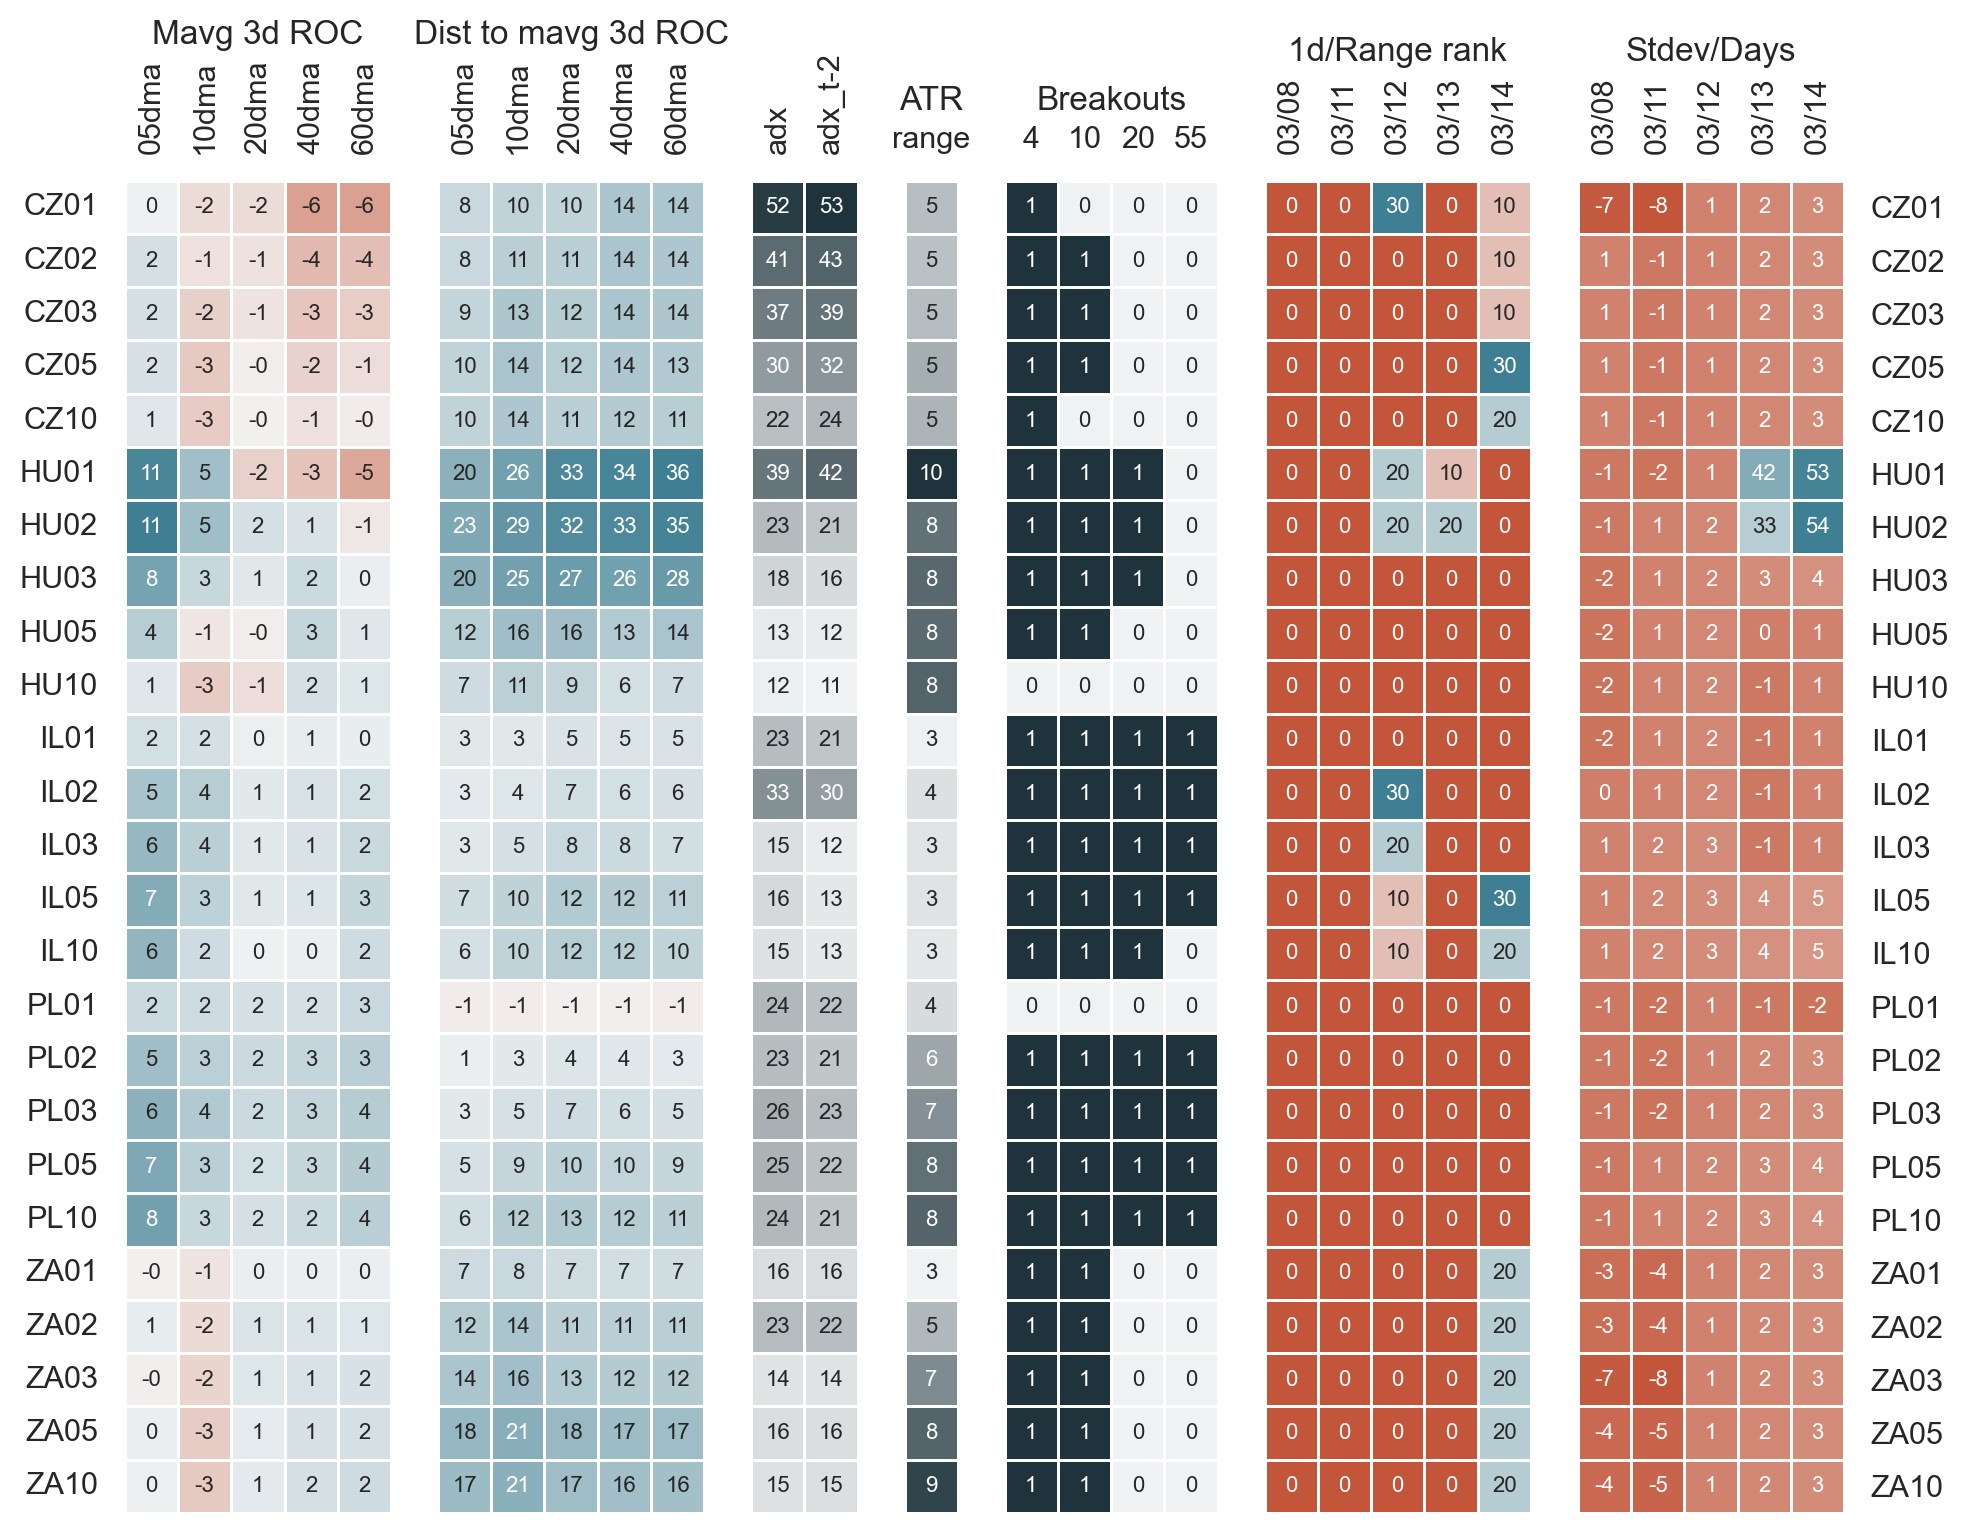 Mavg 3d ROC Dist to mavg 3d ROC 1d/Range rank Stdev/Days
05dma 10dma 20dma 40dma 60dma 05dma 10dma 20dma 40dma 60dma adx adx_t-2 ATR range Breakouts 4 10 20 55 03/08 03/11 03/12 03/13 03/14 03/08 03/11 03/12 03/13 03/14
CZ01 0 -2 -2 -6 -6 8 10 10 14 14 52 53 5 1 0 0 0 0 0 30 0 10 -7 -8 1 2 3 CZ01
CZ02 2 -1 -1 -4 -4 8 11 11 14 14 41 43 5 1 1 0 0 0 0 0 0 10 1 -1 1 2 3 CZ02
CZ03 2 -2 -1 -3 -3 9 13 12 14 14 37 39 5 1 1 0 0 0 0 0 0 10 1 -1 1 2 3 CZ03
CZ05 2 -3 -0 -2 -1 10 14 12 14 13 30 32 5 1 1 0 0 0 0 0 0 30 1 -1 1 2 3 CZ05
CZ10 1 -3 -0 -1 -0 10 14 11 12 11 22 24 5 1 0 0 0 0 0 0 0 20 1 -1 1 2 3 CZ10
HU01 11 5 -2 -3 -5 20 26 33 34 36 39 42 10 1 1 1 0 0 0 20 10 0 -1 -2 1 42 53 HU01
HU02 11 5 2 1 -1 23 29 32 33 35 23 21 8 1 1 1 0 0 0 20 20 0 -1 1 2 33 54 HU02
HU03 8 3 1 2 0 20 25 27 26 28 18 16 8 1 1 1 0 0 0 0 0 0 -2 1 2 3 4 HU03
HU05 4 -1 -0 3 1 12 16 16 13 14 13 12 8 1 1 0 0 0 0 0 0 0 -2 1 2 0 1 HU05
HU10 1 -3 -1 2 1 7 11 9 6 7 12 11 8 0 0 0 0 0 0 0 0 0 -2 1 2 -1 1 HU10
IL01 2 2 0 1 0 3 3 5 5 5 23 21 3 1 1 1 1 0 0 0 0 0 -2 1 2 -1 1 IL01
IL02 5 4 1 1 2 3 4 7 6 6 33 30 4 1 1 1 1 0 0 30 0 0 0 1 2 -1 1 IL02
IL03 6 4 1 1 2 3 5 8 8 7 15 12 3 1 1 1 1 0 0 20 0 0 1 2 3 -1 1 IL03
IL05 7 3 1 1 3 7 10 12 12 11 16 13 3 1 1 1 1 0 0 10 0 30 1 2 3 4 5 IL05
IL10 6 2 0 0 2 6 10 12 12 10 15 13 3 1 1 1 0 0 0 10 0 20 1 2 3 4 5 IL10
PL01 2 2 2 2 3 -1 -1 -1 -1 -1 24 22 4 0 0 0 0 0 0 0 0 0 -1 -2 1 -1 -2 PL01
PL02 5 3 2 3 3 1 3 4 4 3 23 21 6 1 1 1 1 0 0 0 0 0 -1 -2 1 2 3 PL02
PL03 6 4 2 3 4 3 5 7 6 5 26 23 7 1 1 1 1 0 0 0 0 0 -1 -2 1 2 3 PL03
PL05 7 3 2 3 4 5 9 10 10 9 25 22 8 1 1 1 1 0 0 0 0 0 -1 1 2 3 4 PL05
PL10 8 3 2 2 4 6 12 13 12 11 24 21 8 1 1 1 1 0 0 0 0 0 -1 1 2 3 4 PL10
ZA01 -0 -1 0 0 0 7 8 7 7 7 16 16 3 1 1 0 0 0 0 0 0 20 -3 -4 1 2 3 ZA01
ZA02 1 -2 1 1 1 12 14 11 11 11 23 22 5 1 1 0 0 0 0 0 0 20 -3 -4 1 2 3 ZA02
ZA03 -0 -2 1 1 2 14 16 13 12 12 14 14 7 1 1 0 0 0 0 0 0 20 -7 -8 1 2 3 ZA03
ZA05 0 -3 1 1 2 18 21 18 17 17 16 16 8 1 1 0 0 0 0 0 0 20 -4 -5 1 2 3 ZA05
ZA10 0 -3 1 2 2 17 21 17 16 16 15 15 9 1 1 0 0 0 0 0 0 20 -4 -5 1 2 3 ZA10